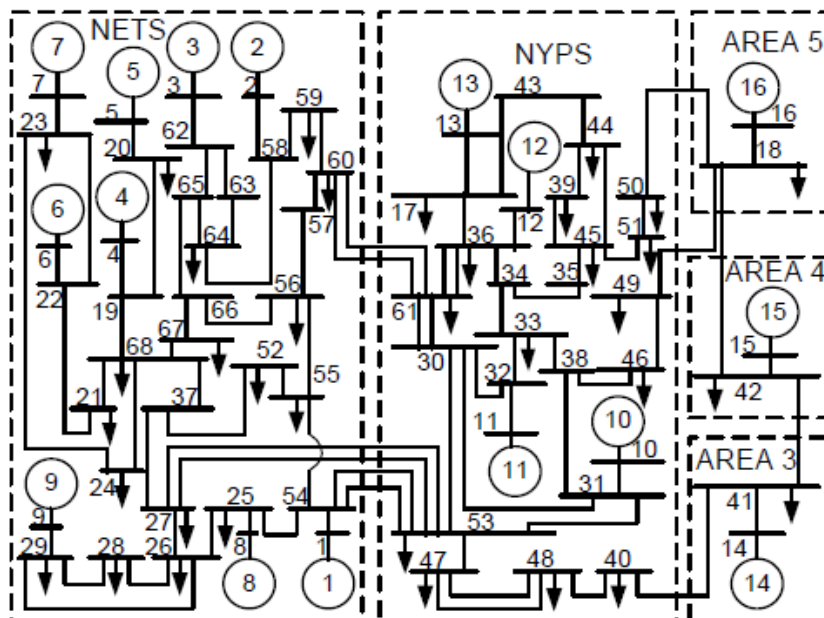 NETS NYPS AREA 5
7 5 3 2 13 12 16
7 5 3 2 59 43 16
23 20 62 58 60 13 44 18
6 4 65 63 57 17 39 12 50
6 4 64 36 45 51
22 19 66 56 61 34 35 49 AREA 4
67 30 33 15
68 52 55 32 38 46 15
21 37 11 10 42
24 11 10 AREA 3
9 25 54 31 41
9 27 8 1 53 14
29 28 26 47 48 40
8 1 14